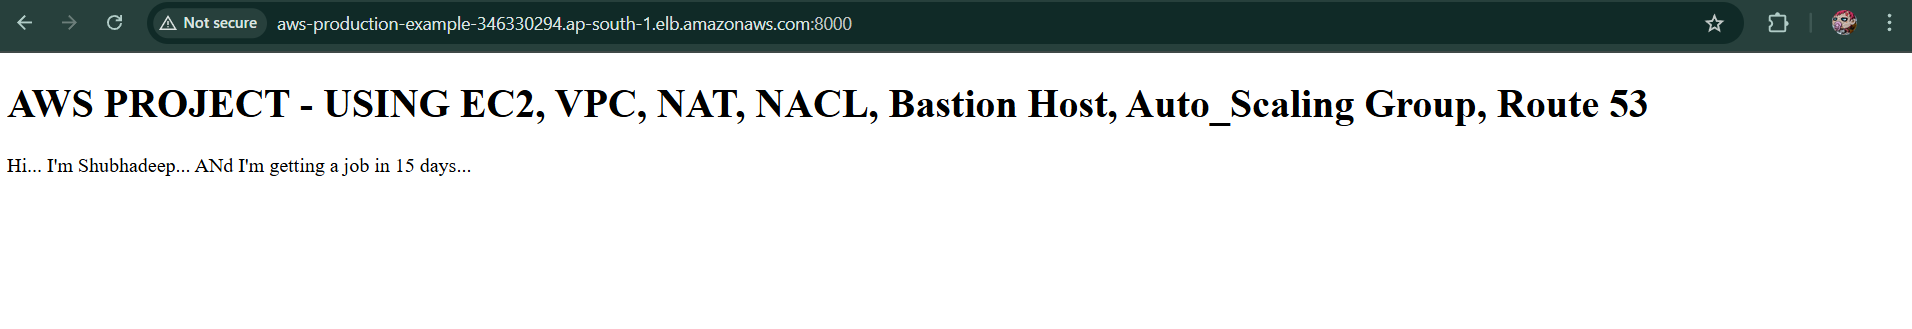 Not secure
aws-production-example-346330294.ap-south-1.elb.amazonaws.com:8000
AWS PROJECT - USING EC2, VPC, NAT, NACL, Bastion Host, Auto_Scaling Group, Route 53
Hi... I'm Shubhadeep... ANd I'm getting a job in 15 days...